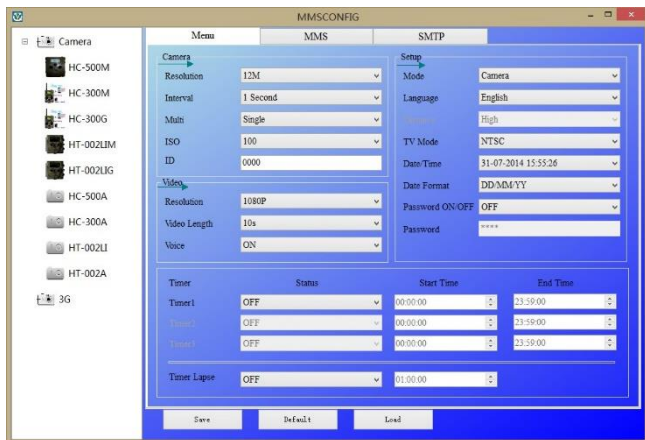 MMSCONFIG
Camera
HC-500M
HC-300M
HC-300G
HT-002LIM
HT-002LIG
HC-500A
HC-300A
HT-002LI
HT-002A
3G
Menu MMS SMTP
Camera
Resolution 12M
Interval 1 Second
Multi Single
ISO 100
ID 0000
Video
Resolution 1080P
Video Length 10s
Voice ON
Setup
Mode Camera
Language English
High
TV Mode NTSC
Date/Time 31-07-2014 15:55:26
Date Format DD/MM/YY
Password ON/OFF OFF
Password ****
Timer Status Start Time End Time
Timer1 OFF 00:00:00 23:59:00
Timer2 OFF 00:00:00 23:59:00
OFF 00:00:00 23:59:00
Timer Lapse OFF 01:00:00
Save Default Load